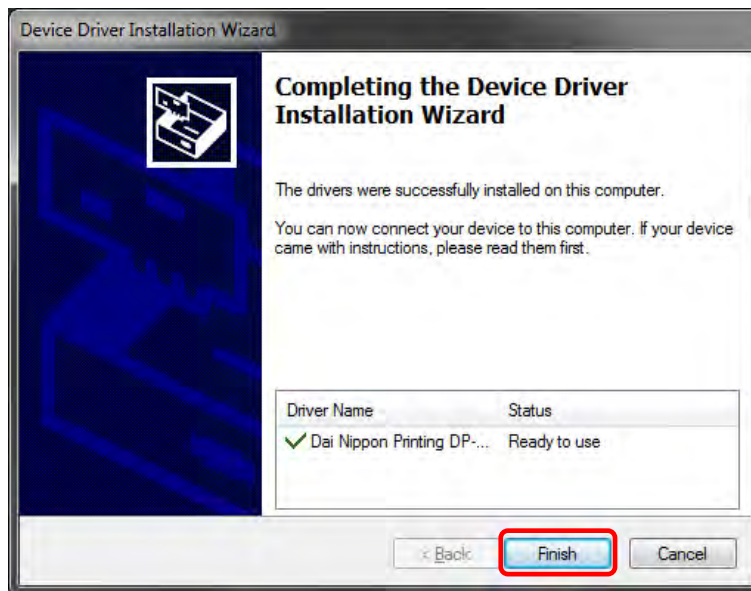 Device Driver Installation Wizard
Completing the Device Driver
Installation Wizard
The drivers were successfully installed on this computer.
You can now connect your device to this computer. If your device
came with instructions, please read them first.
Driver Name Status
Dai Nippon Printing DP-... Ready to use
< Back Finish Cancel